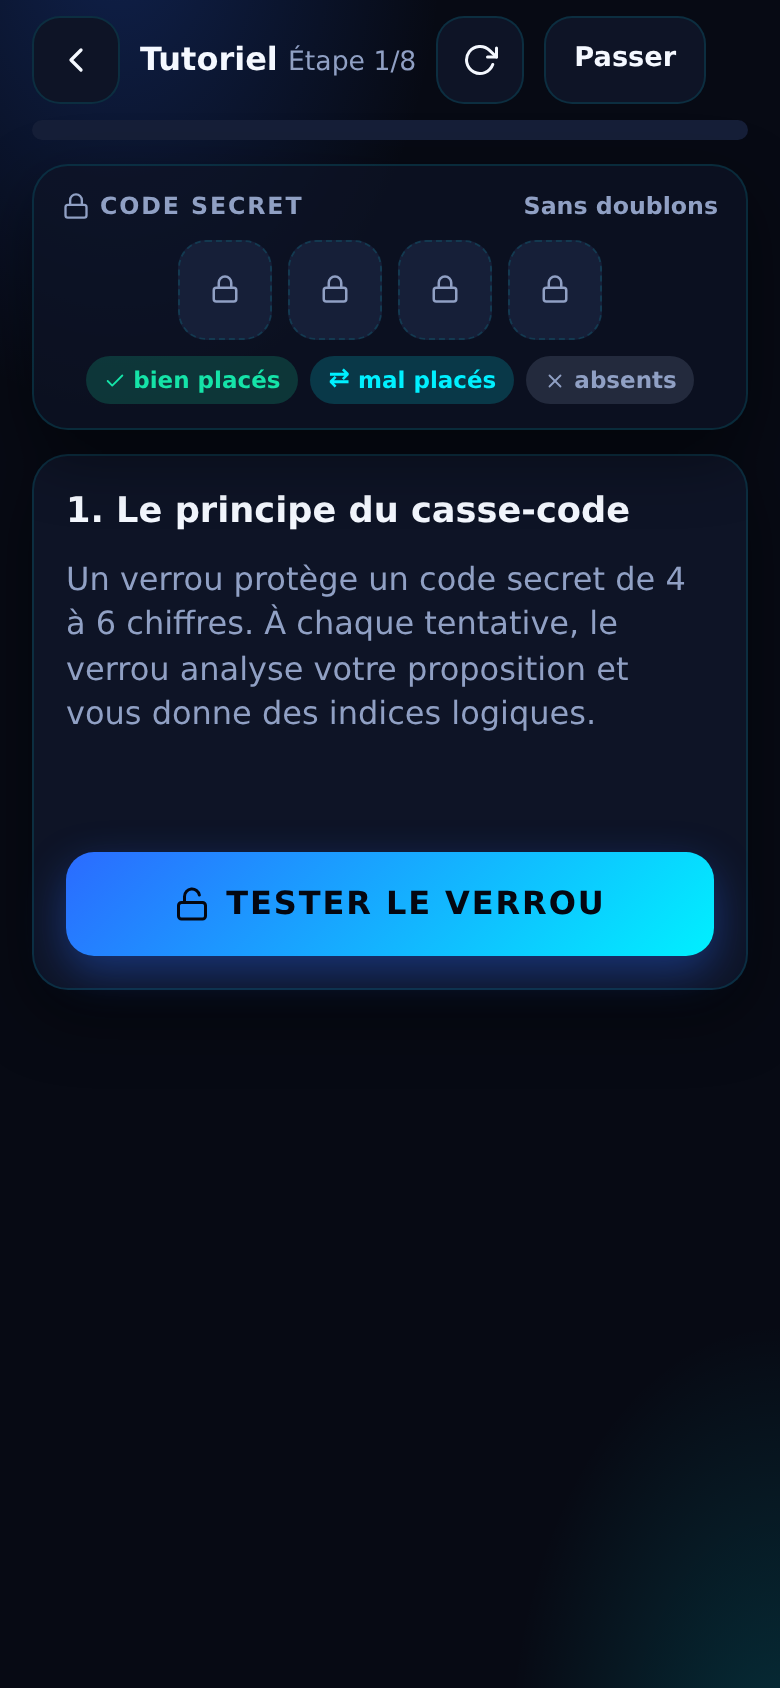 Tutoriel Étape 1/8 Passer
CODE SECRET Sans doublons
bien placés mal placés absents
1. Le principe du casse-code
Un verrou protège un code secret de 4
à 6 chiffres. À chaque tentative, le
verrou analyse votre proposition et
vous donne des indices logiques.
TESTER LE VERROU